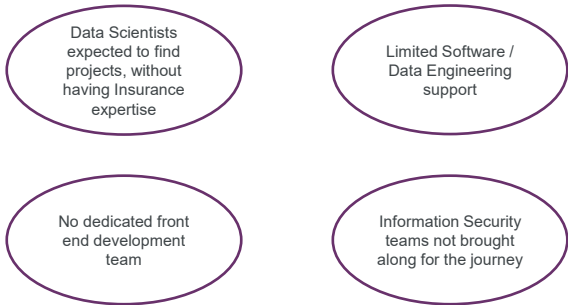 Data Scientists
expected to find
projects, without
having Insurance
expertise
Limited Software /
Data Engineering
support
No dedicated front
end development
team
Information Security
teams not brought
along for the journey